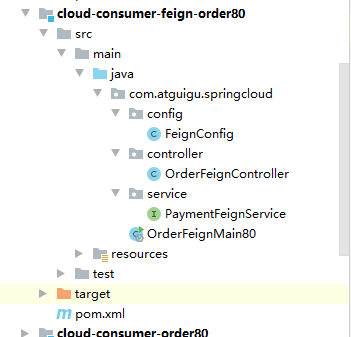 cloud-consumer-feign-order80
src
main
java
com.atguigu.springcloud
config
FeignConfig
controller
OrderFeignController
service
PaymentFeignService
OrderFeignMain80
resources
test
target
pom.xml
cloud-consumer-order80